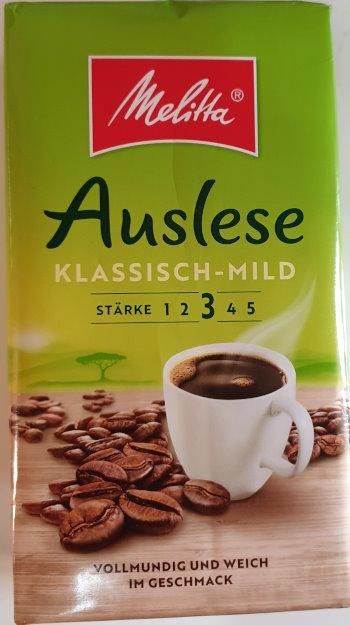 Melitta®
Auslese
KLASSISCH-MILD
STÄRKE 1 2 3 4 5
VOLLMUNDIG UND WEICH
IM GESCHMACK